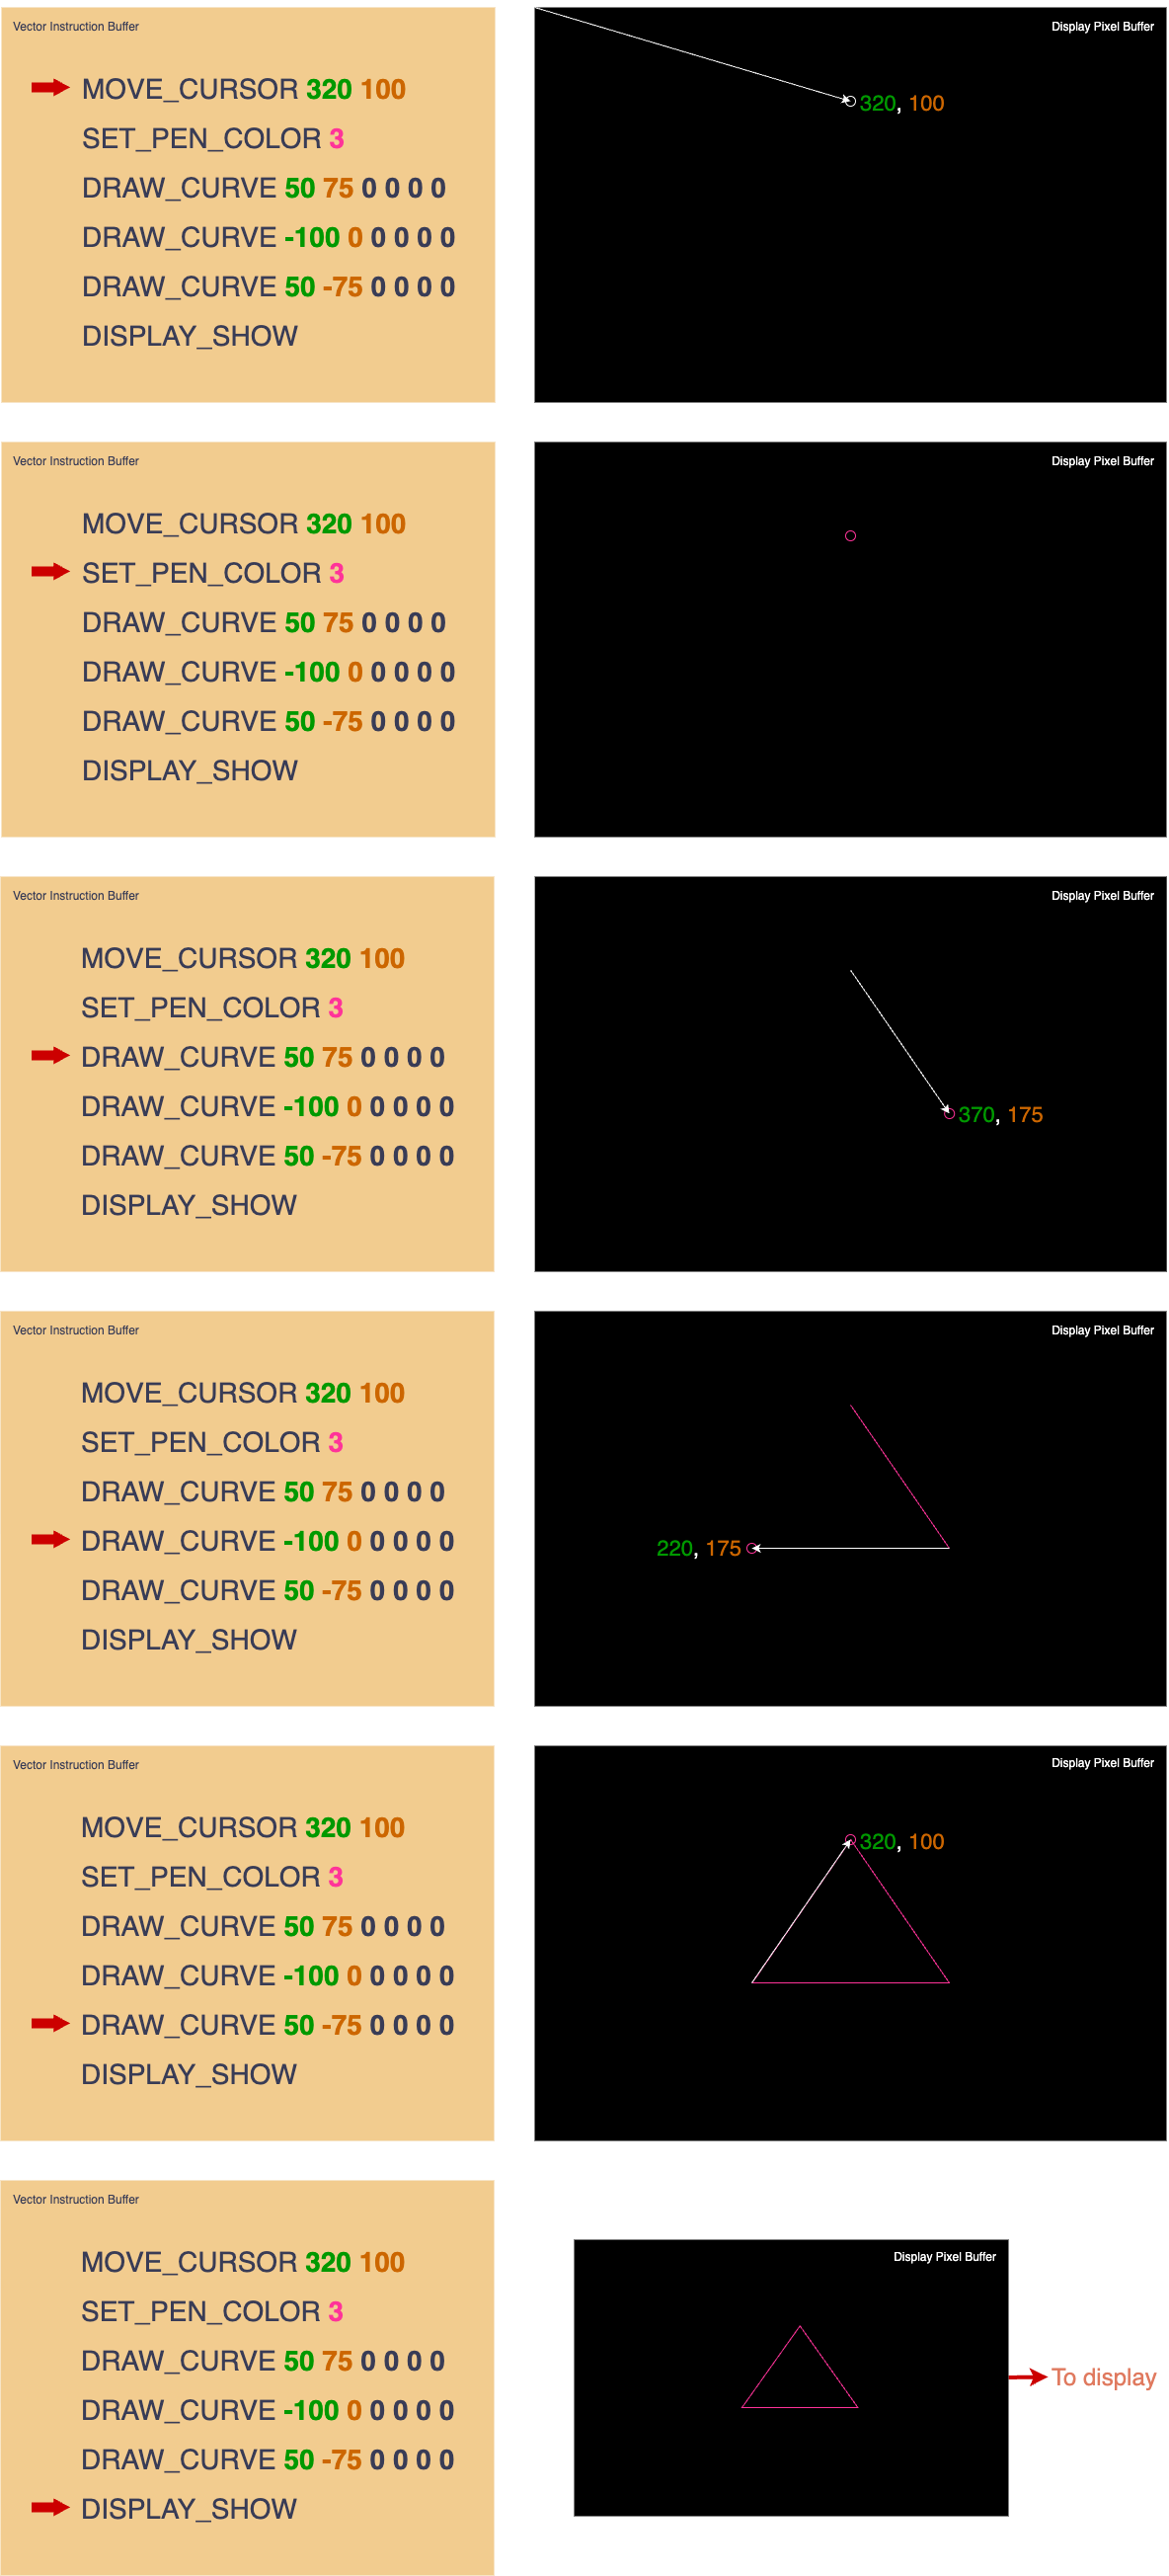 Vector Instruction Buffer
MOVE_CURSOR 320 100
SET_PEN_COLOR 3
DRAW_CURVE 50 75 0 0 0 0
DRAW_CURVE -100 0 0 0 0 0
DRAW_CURVE 50 -75 0 0 0 0
DISPLAY_SHOW
Display Pixel Buffer
320, 100
Vector Instruction Buffer
MOVE_CURSOR 320 100
SET_PEN_COLOR 3
DRAW_CURVE 50 75 0 0 0 0
DRAW_CURVE -100 0 0 0 0 0
DRAW_CURVE 50 -75 0 0 0 0
DISPLAY_SHOW
Display Pixel Buffer
Vector Instruction Buffer
MOVE_CURSOR 320 100
SET_PEN_COLOR 3
DRAW_CURVE 50 75 0 0 0 0
DRAW_CURVE -100 0 0 0 0 0
DRAW_CURVE 50 -75 0 0 0 0
DISPLAY_SHOW
Display Pixel Buffer
370, 175
Vector Instruction Buffer
MOVE_CURSOR 320 100
SET_PEN_COLOR 3
DRAW_CURVE 50 75 0 0 0 0
DRAW_CURVE -100 0 0 0 0 0
DRAW_CURVE 50 -75 0 0 0 0
DISPLAY_SHOW
Display Pixel Buffer
220, 175
Vector Instruction Buffer
MOVE_CURSOR 320 100
SET_PEN_COLOR 3
DRAW_CURVE 50 75 0 0 0 0
DRAW_CURVE -100 0 0 0 0 0
DRAW_CURVE 50 -75 0 0 0 0
DISPLAY_SHOW
Display Pixel Buffer
320, 100
Vector Instruction Buffer
MOVE_CURSOR 320 100
SET_PEN_COLOR 3
DRAW_CURVE 50 75 0 0 0 0
DRAW_CURVE -100 0 0 0 0 0
DRAW_CURVE 50 -75 0 0 0 0
DISPLAY_SHOW
Display Pixel Buffer
To display